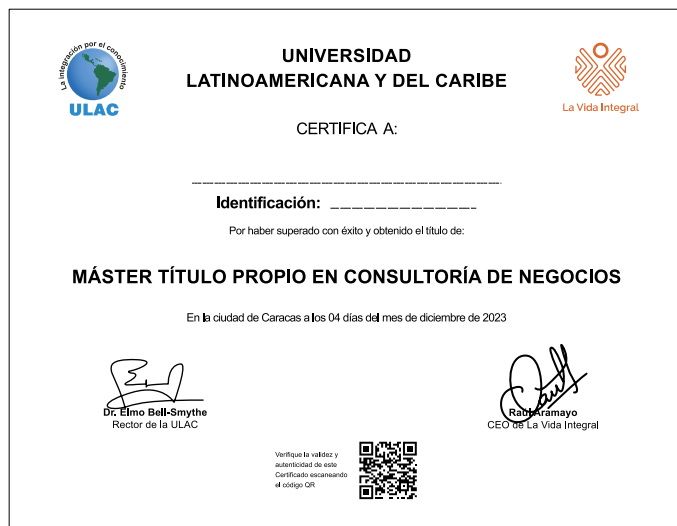 La integración por el conocimiento
ULAC
UNIVERSIDAD
LATINOAMERICANA Y DEL CARIBE
La Vida Integral
CERTIFICA A:
Identificación:
Por haber superado con éxito y obtenido el título de:
MÁSTER TÍTULO PROPIO EN CONSULTORÍA DE NEGOCIOS
En la ciudad de Caracas a los 04 días del mes de diciembre de 2023
Dr. Elmo Bell-Smythe
Rector de la ULAC
Raúl Aramayo
CEO de La Vida Integral
Verifique la validez y
autenticidad de este
Certificado escaneando
el código QR